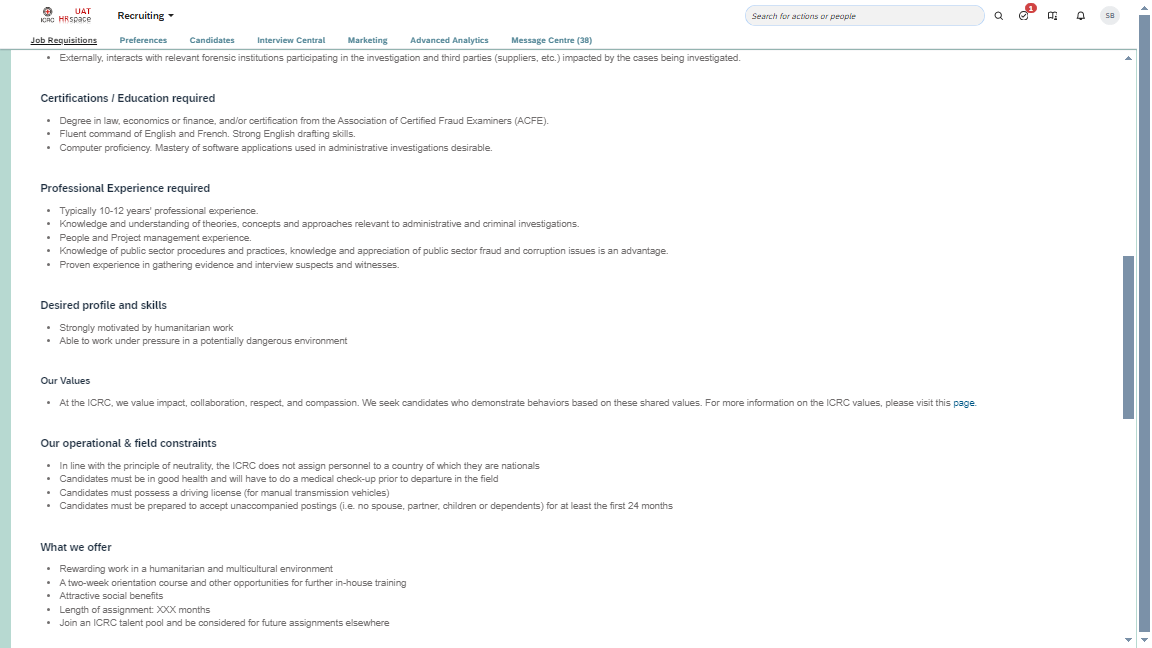 ICRC
UAT
HRspace
Recruiting
Search for actions or people
1
SB
Job Requisitions
Preferences
Candidates
Interview Central
Marketing
Advanced Analytics
Message Centre (38)
• Externally, interacts with relevant forensic institutions participating in the investigation and third parties (suppliers, etc.) impacted by the cases being investigated.
Certifications / Education required
• Degree in law, economics or finance, and/or certification from the Association of Certified Fraud Examiners (ACFE).
• Fluent command of English and French. Strong English drafting skills.
• Computer proficiency. Mastery of software applications used in administrative investigations desirable.
Professional Experience required
• Typically 10-12 years' professional experience.
• Knowledge and understanding of theories, concepts and approaches relevant to administrative and criminal investigations.
• People and Project management experience.
• Knowledge of public sector procedures and practices, knowledge and appreciation of public sector fraud and corruption issues is an advantage.
• Proven experience in gathering evidence and interview suspects and witnesses.
Desired profile and skills
• Strongly motivated by humanitarian work
• Able to work under pressure in a potentially dangerous environment
Our Values
• At the ICRC, we value impact, collaboration, respect, and compassion. We seek candidates who demonstrate behaviors based on these shared values. For more information on the ICRC values, please visit this page.
Our operational & field constraints
• In line with the principle of neutrality, the ICRC does not assign personnel to a country of which they are nationals
• Candidates must be in good health and will have to do a medical check-up prior to departure in the field
• Candidates must possess a driving license (for manual transmission vehicles)
• Candidates must be prepared to accept unaccompanied postings (i.e. no spouse, partner, children or dependents) for at least the first 24 months
What we offer
• Rewarding work in a humanitarian and multicultural environment
• A two-week orientation course and other opportunities for further in-house training
• Attractive social benefits
• Length of assignment: XXX months
• Join an ICRC talent pool and be considered for future assignments elsewhere